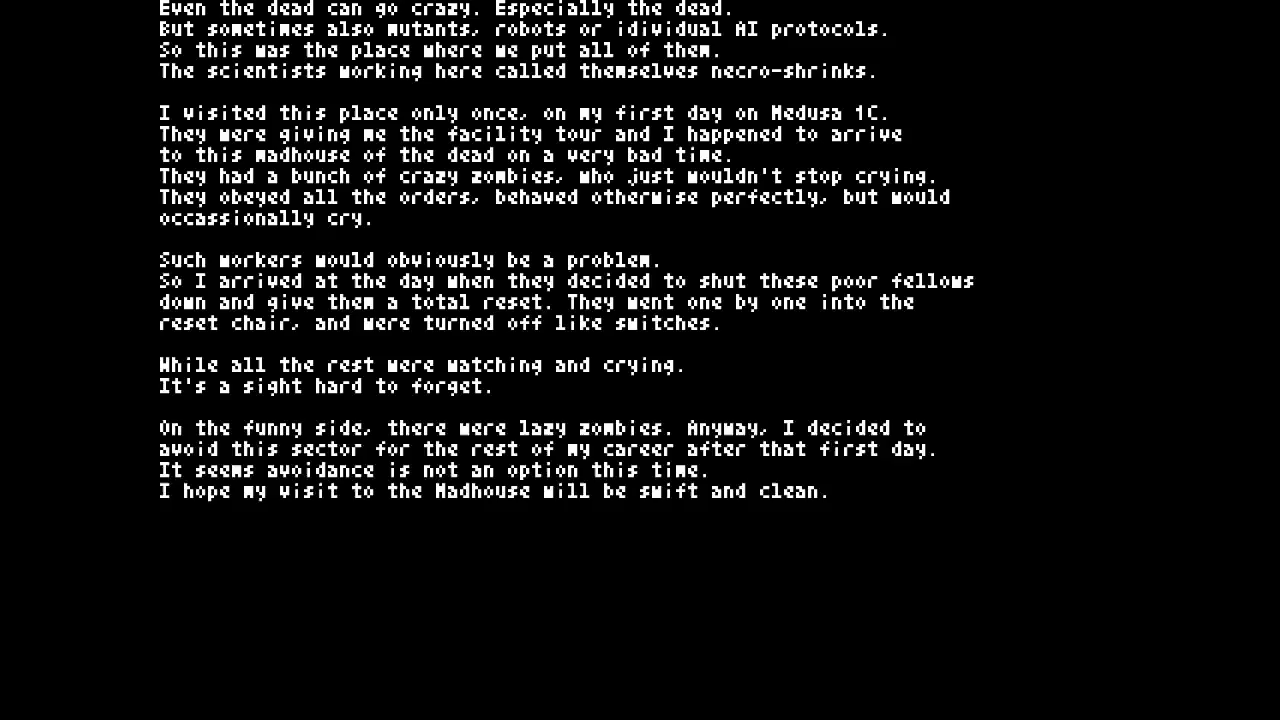 Even the dead can go crazy. Especially the dead.
But sometimes also mutants, robots or idividual AI protocols.
So this was the place where we put all of them.
The scientists working here called themselves necro-shrinks.
I visited this place only once, on my first day on Medusa 1C.
They were giving me the facility tour and I happened to arrive
to this madhouse of the dead on a very bad time.
They had a bunch of crazy zombies, who just wouldn't stop crying.
They obeyed all the orders, behaved otherwise perfectly, but would
occassionally cry.
Such workers would obviously be a problem.
So I arrived at the day when they decided to shut these poor fellows
down and give them a total reset. They went one by one into the
reset chair, and were turned off like switches.
While all the rest were watching and crying.
It's a sight hard to forget.
On the funny side, there were lazy zombies. Anyway, I decided to
avoid this sector for the rest of my career after that first day.
It seems avoidance is not an option this time.
I hope my visit to the Madhouse will be swift and clean.